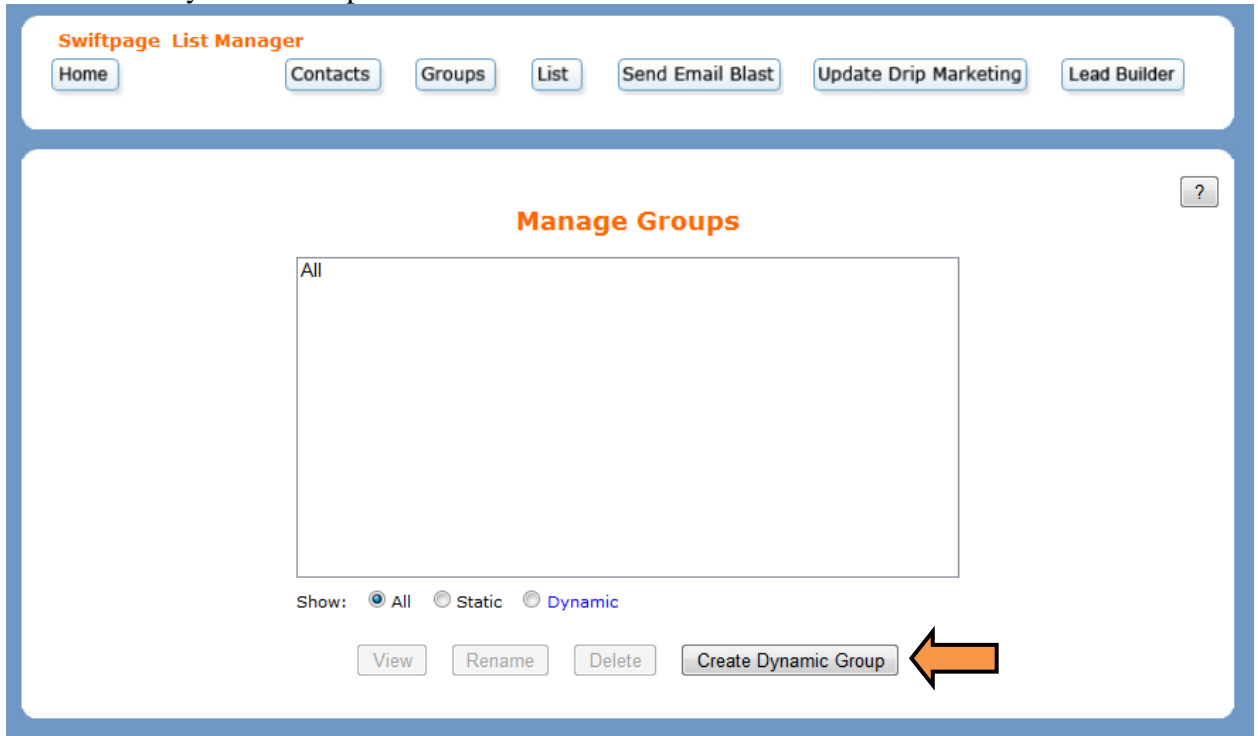 Swiftpage List Manager
Home Contacts Groups List Send Email Blast Update Drip Marketing Lead Builder
?
Manage Groups
All
Show: All Static Dynamic
View Rename Delete Create Dynamic Group